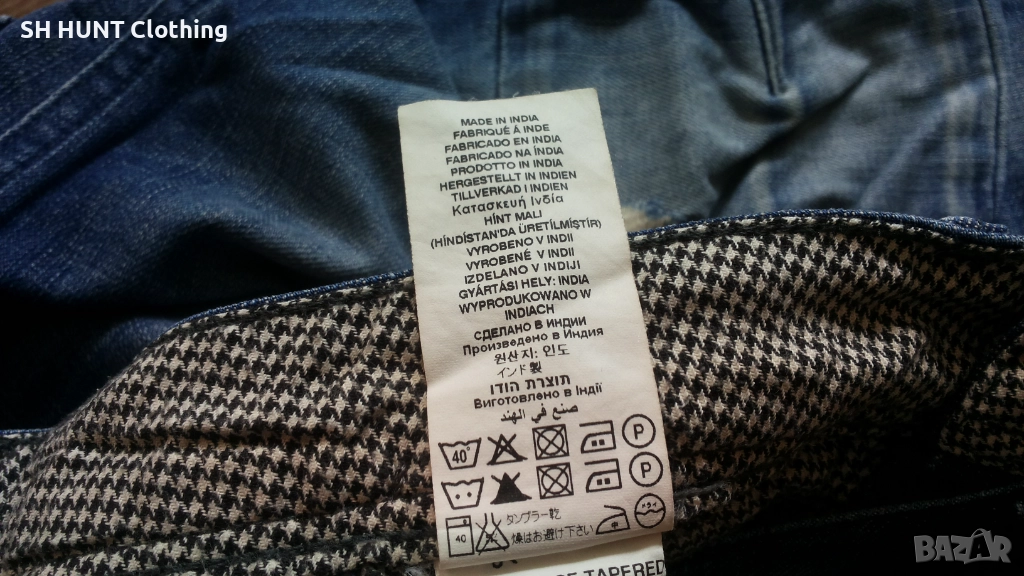 SH HUNT Clothing
MADE IN INDIA
FABRIQUÉ À INDE
FABRICADO EN INDIA
FABRICADO NA ÍNDIA
PRODOTTO IN INDIA
HERGESTELLT IN INDIEN
TILLVERKAD I INDIEN
Κατασκευή Ινδία
HİNT MALI
(HİNDİSTAN'DA ÜRETİLMİŞTİR)
VYROBENO V INDII
VYROBENÉ V INDII
IZDELANO V INDIJI
GYÁRTÁSI HELY: INDIA
WYPRODUKOWANO W
INDIACH
СДЕЛАНО В ИНДИИ
Произведено в Индия
원산지: 인도
インド製
תוצרת הודו
Виготовлено в Індії
صنع في الهند
40°
P
P
40
タンブラー乾
燥はお避け下さい
TAPERED
BAZAR